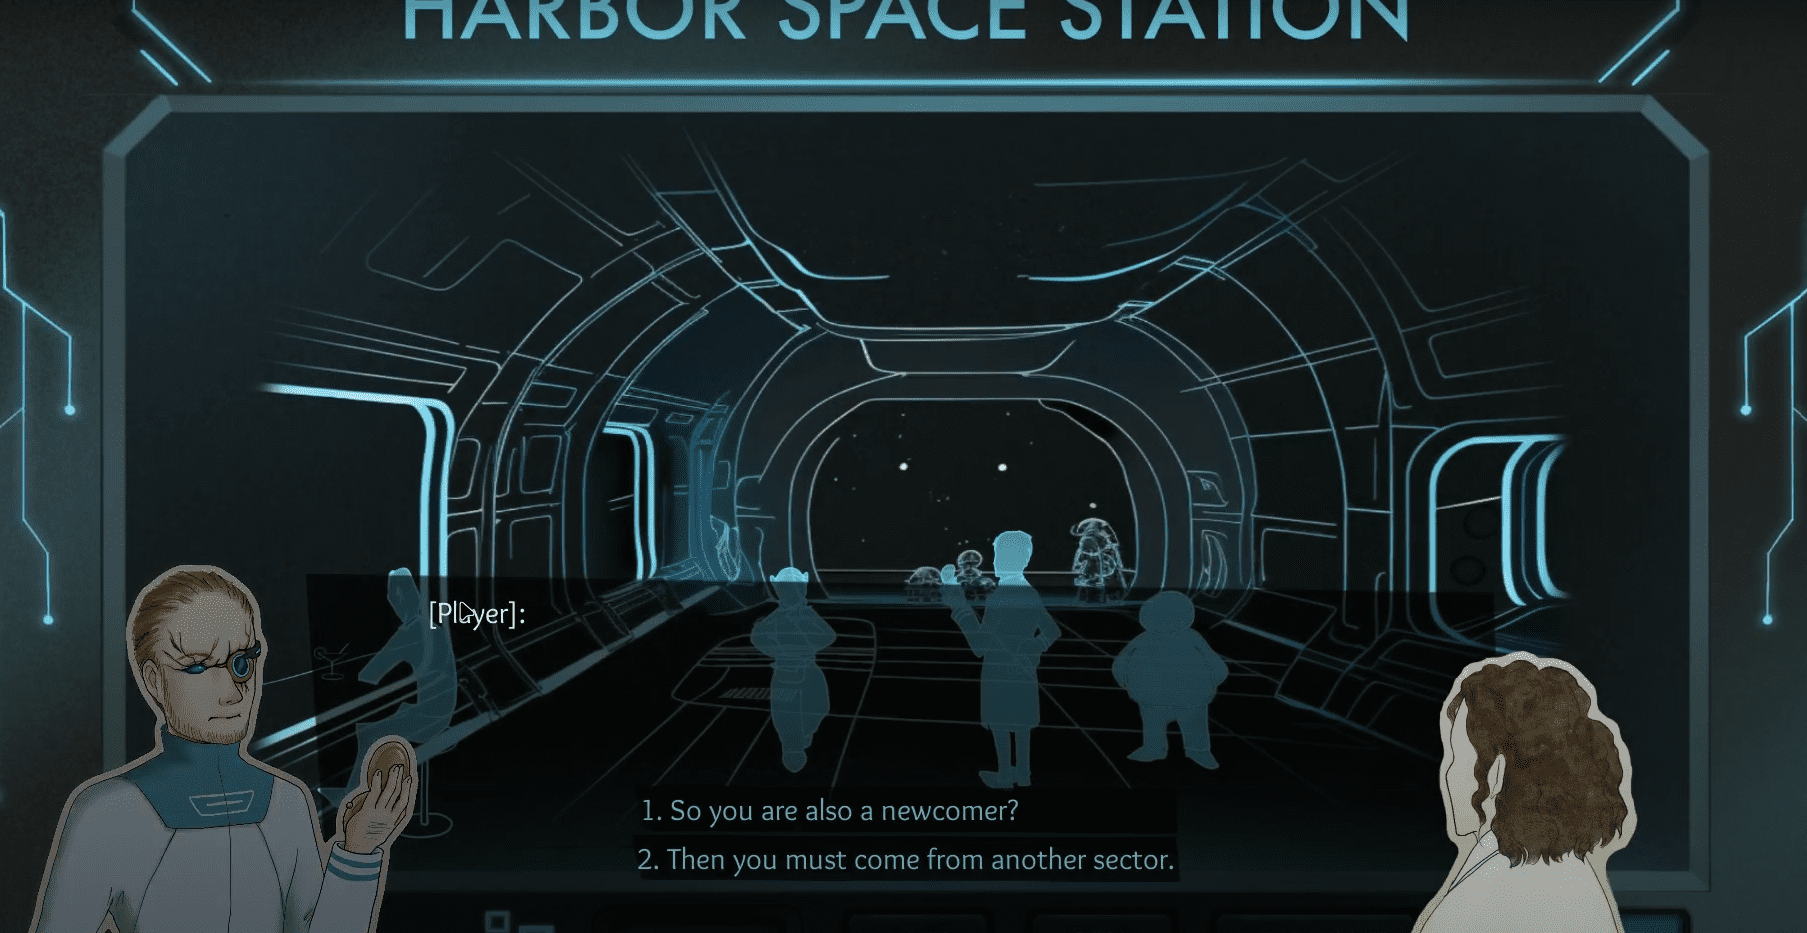 HARBOR SPACE STATION
[Player]:
1. So you are also a newcomer?
2. Then you must come from another sector.